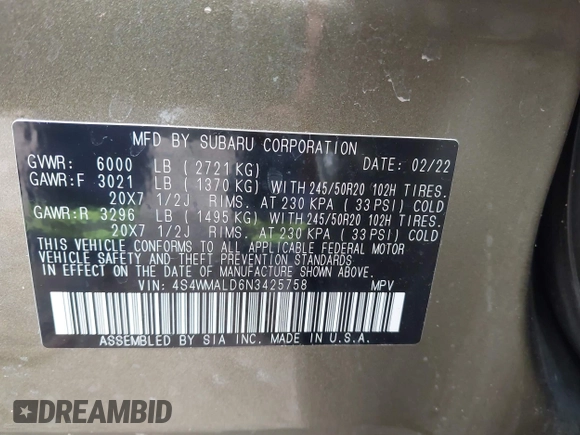 MFD BY SUBARU CORPORATION
GVWR: 6000 LB ( 2721 KG) DATE: 02/22
GAWR:F 3021 LB ( 1370 KG) WITH 245/50R20 102H TIRES.
20X7 1/2J RIMS. AT 230 KPA ( 33 PSI) COLD
GAWR:R 3296 LB ( 1495 KG) WITH 245/50R20 102H TIRES.
20X7 1/2J RIMS. AT 230 KPA ( 33 PSI) COLD
THIS VEHICLE CONFORMS TO ALL APPLICABLE FEDERAL MOTOR
VEHICLE SAFETY AND THEFT PREVENTION STANDARDS IN EFFECT
ON THE DATE OF MANUFACTURE SHOWN ABOVE.
VIN: 4S4WMALD6N3425758 MPV
ASSEMBLED BY SIA INC. MADE IN U.S.A.
DREAMBID